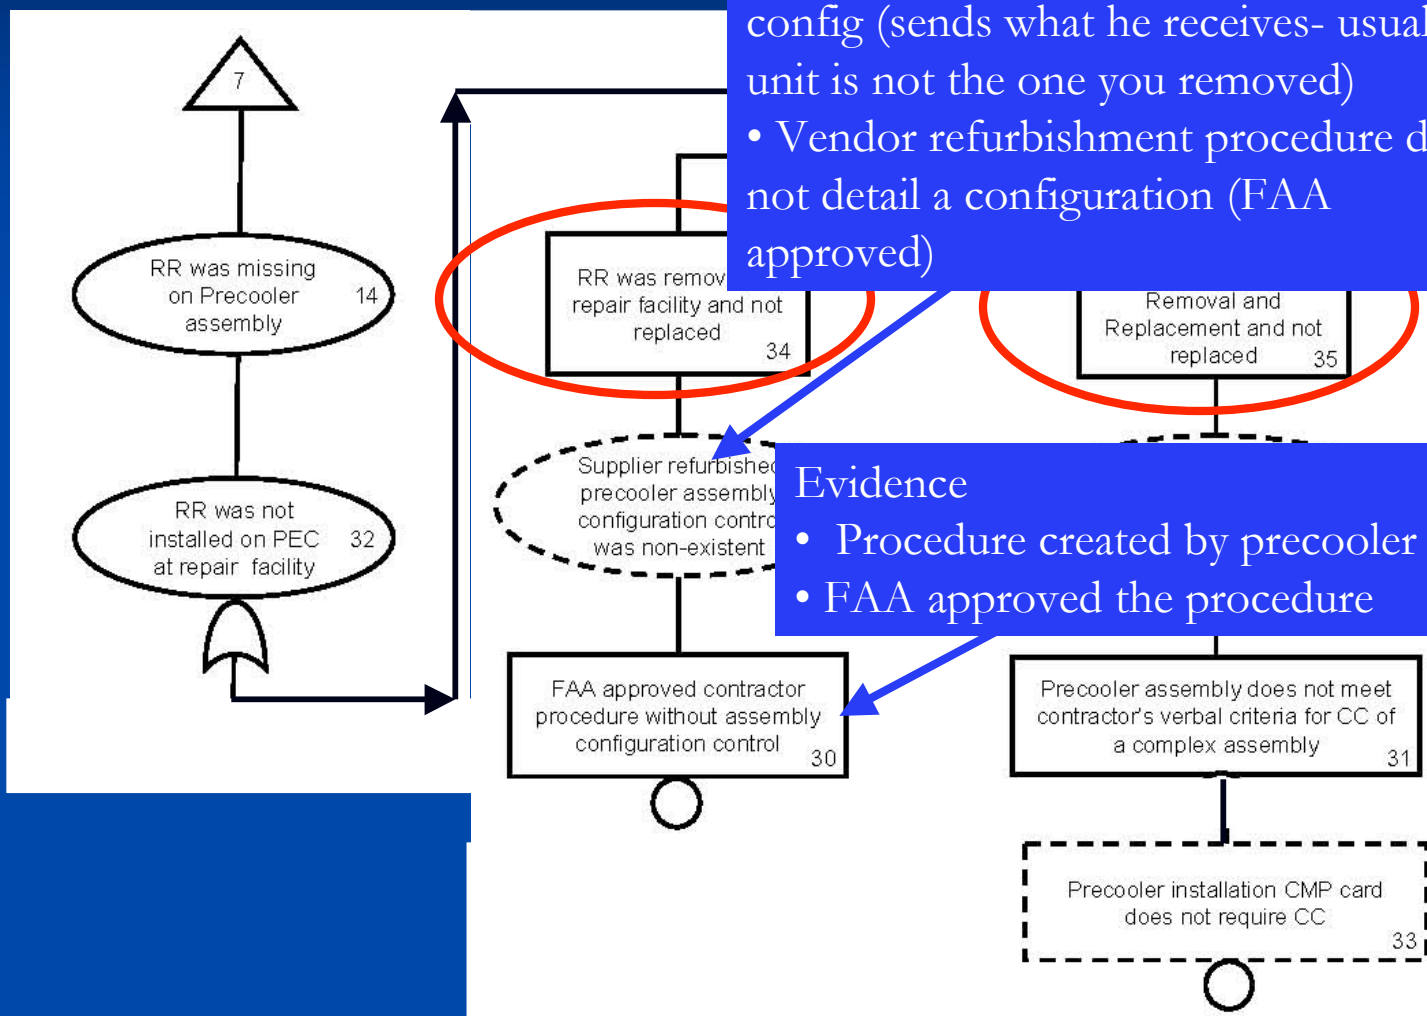 7
RR was missing
on Precooler
assembly
14
RR was not
installed on PEC
at repair facility
32
config (sends what he receives- usual
unit is not the one you removed)
• Vendor refurbishment procedure d
not detail a configuration (FAA
approved)
RR was remov
repair facility and not
replaced
34
Removal and
Replacement and not
replaced
35
Supplier refurbished
precooler assembly
configuration contro
was non-existent
Evidence
• Procedure created by precooler
• FAA approved the procedure
FAA approved contractor
procedure without assembly
configuration control
30
Precooler assembly does not meet
contractor's verbal criteria for CC of
a complex assembly
31
Precooler installation CMP card
does not require CC
33